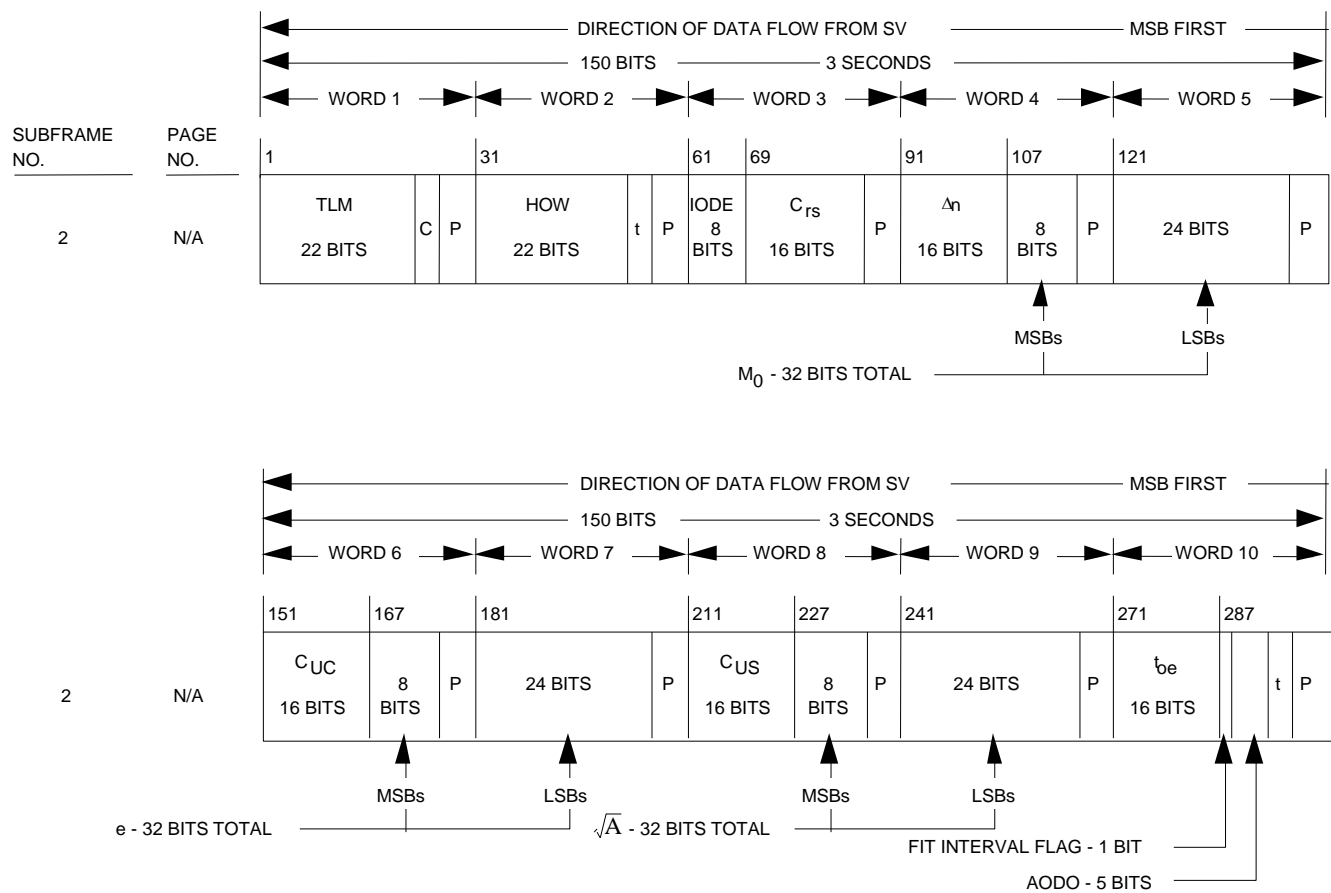 DIRECTION OF DATA FLOW FROM SV MSB FIRST
150 BITS 3 SECONDS
WORD 1 WORD 2 WORD 3 WORD 4 WORD 5
SUBFRAME NO. PAGE NO.
1 31 61 69 91 107 121
2 N/A
TLM 22 BITS C P
HOW 22 BITS t P
IODE 8 BITS
Crs 16 BITS P
Δn 16 BITS
8 BITS P
24 BITS P
MSBs LSBs
M0 - 32 BITS TOTAL
DIRECTION OF DATA FLOW FROM SV MSB FIRST
150 BITS 3 SECONDS
WORD 6 WORD 7 WORD 8 WORD 9 WORD 10
151 167 181 211 227 241 271 287
2 N/A
CUC 16 BITS
8 BITS P
24 BITS P
CUS 16 BITS
8 BITS P
24 BITS P
toe 16 BITS
t P
MSBs LSBs MSBs LSBs
e - 32 BITS TOTAL √A - 32 BITS TOTAL
FIT INTERVAL FLAG - 1 BIT
AODO - 5 BITS